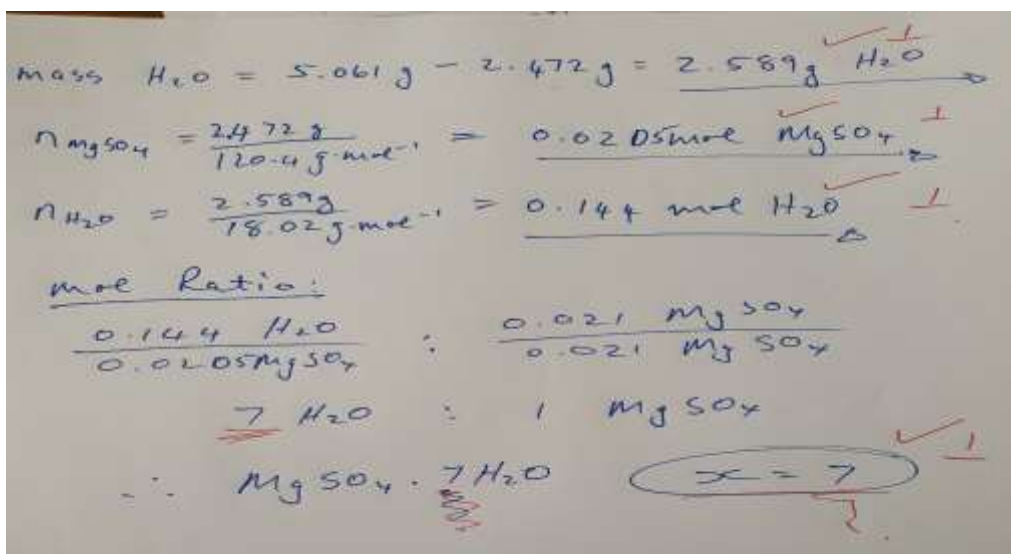 mass H₂O = 5.061 g - 2.472 g = 2.589g H₂O ✓ 1
n MgSO₄ = 2.472 g / 120.4 g·mol⁻¹ = 0.0205 mol MgSO₄ ✓ 1
n H₂O = 2.589g / 18.02 g·mol⁻¹ = 0.144 mol H₂O ✓ 1
mol Ratio:
0.144 H₂O / 0.0205 MgSO₄ : 0.021 MgSO₄ / 0.021 MgSO₄
7 H₂O : 1 MgSO₄
∴ MgSO₄ · 7H₂O x = 7 ✓ 1